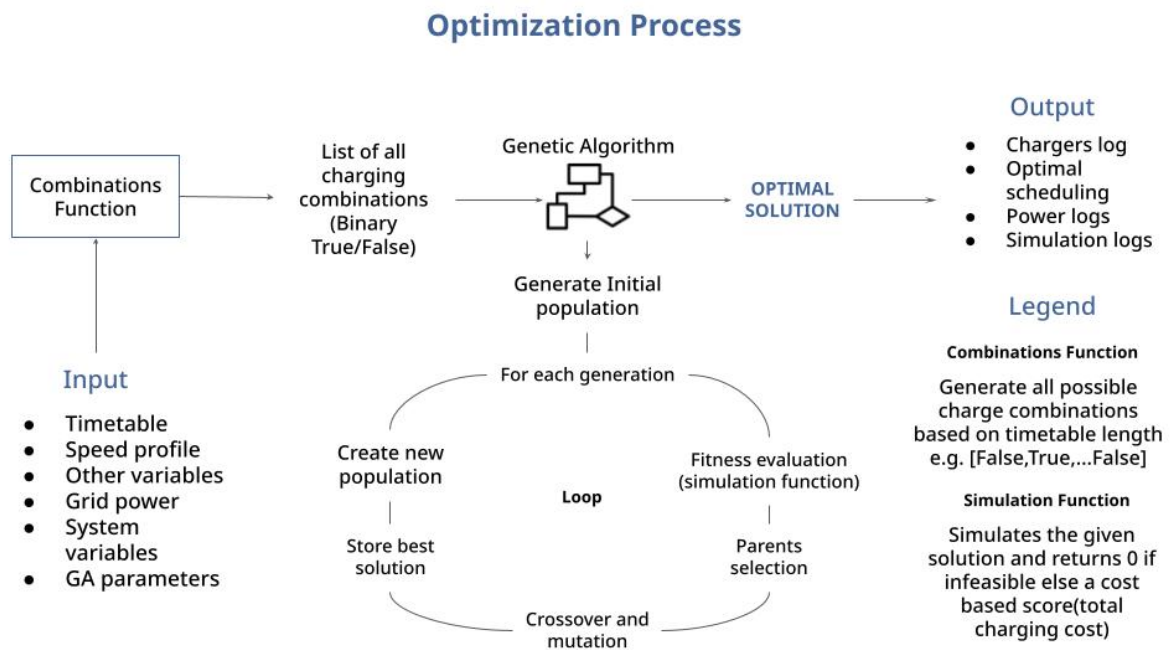 Optimization Process
Combinations
Function
List of all
charging
combinations
(Binary
True/False)
Genetic Algorithm
OPTIMAL
SOLUTION
Output
● Chargers log
● Optimal
scheduling
● Power logs
● Simulation logs
Generate Initial
population
Input
● Timetable
● Speed profile
● Other variables
● Grid power
● System
variables
● GA parameters
For each generation
Fitness evaluation
(simulation function)
Parents
selection
Crossover and
mutation
Store best
solution
Create new
population
Loop
Legend
Combinations Function
Generate all possible
charge combinations
based on timetable length
e.g. [False,True,...False]
Simulation Function
Simulates the given
solution and returns 0 if
infeasible else a cost
based score(total
charging cost)